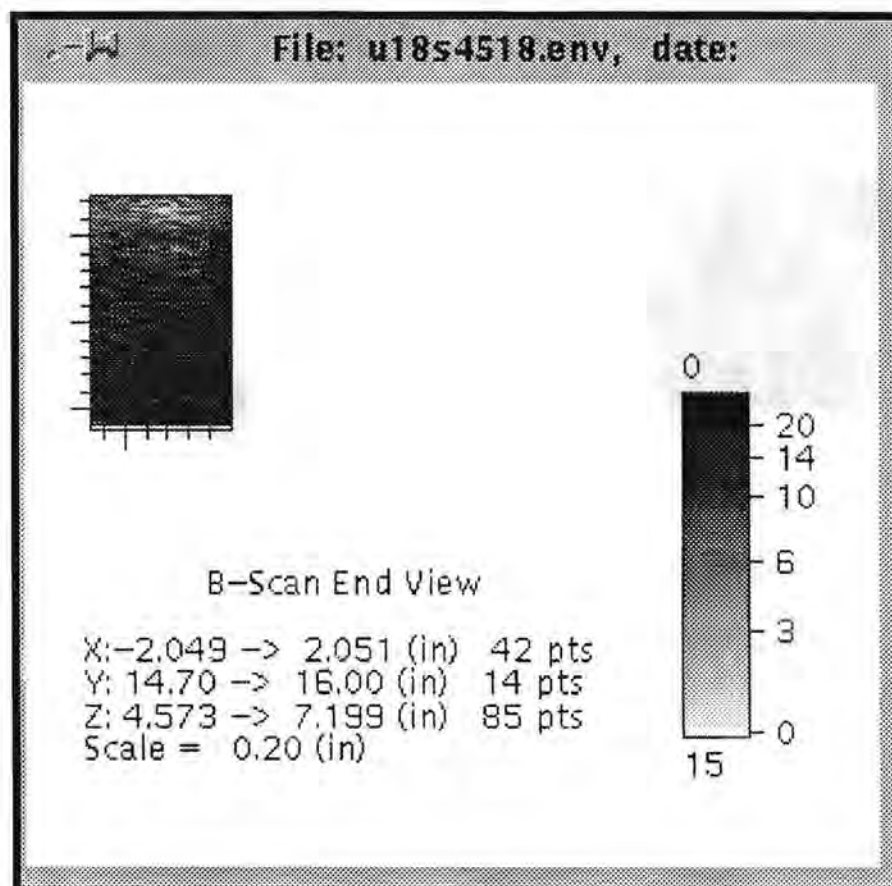 File: u18s4518.env, date:
0
20
14
10
6
3
0
15
B-Scan End View
X:-2.049 -> 2.051 (in) 42 pts
Y: 14.70 -> 16.00 (in) 14 pts
Z: 4.573 -> 7.199 (in) 85 pts
Scale = 0.20 (in)